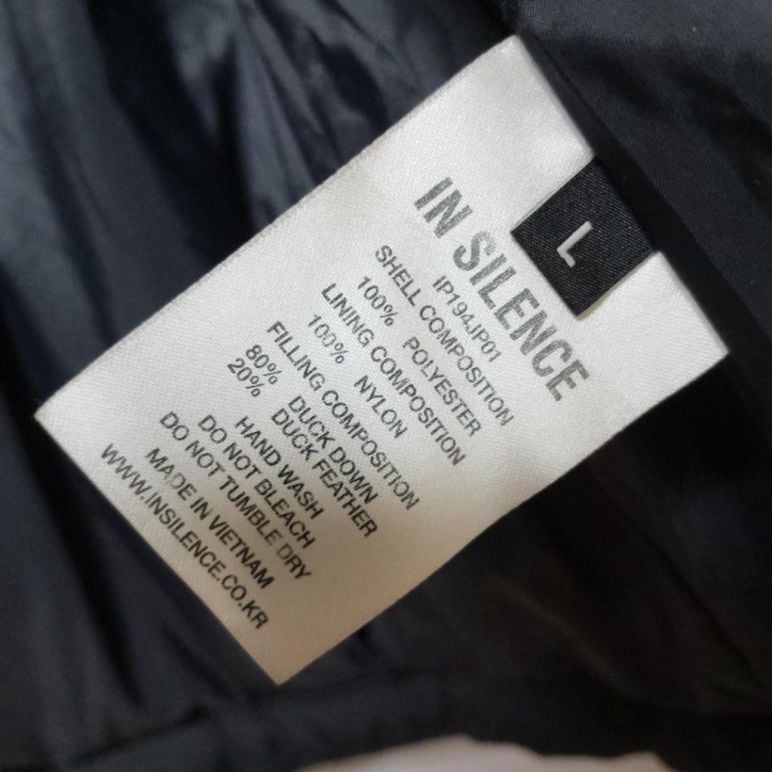 L
IN SILENCE
IP194JP01
SHELL COMPOSITION
100% POLYESTER
LINING COMPOSITION
100% NYLON
FILLING COMPOSITION
80% DUCK DOWN
20% DUCK FEATHER
HAND WASH
DO NOT BLEACH
DO NOT TUMBLE DRY
MADE IN VIETNAM
WWW.INSILENCE.CO.KR